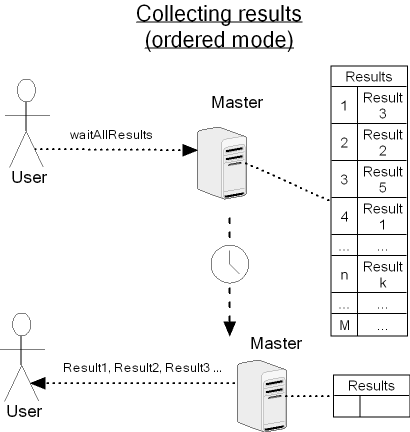 Collecting results
(ordered mode)
Results
Master
1 Result 3
waitAllResults
2 Result 2
User
3 Result 5
4 Result 1
... ...
n Result k
... ...
M ...
Master
Result1, Result2, Result3 ...
Results
User